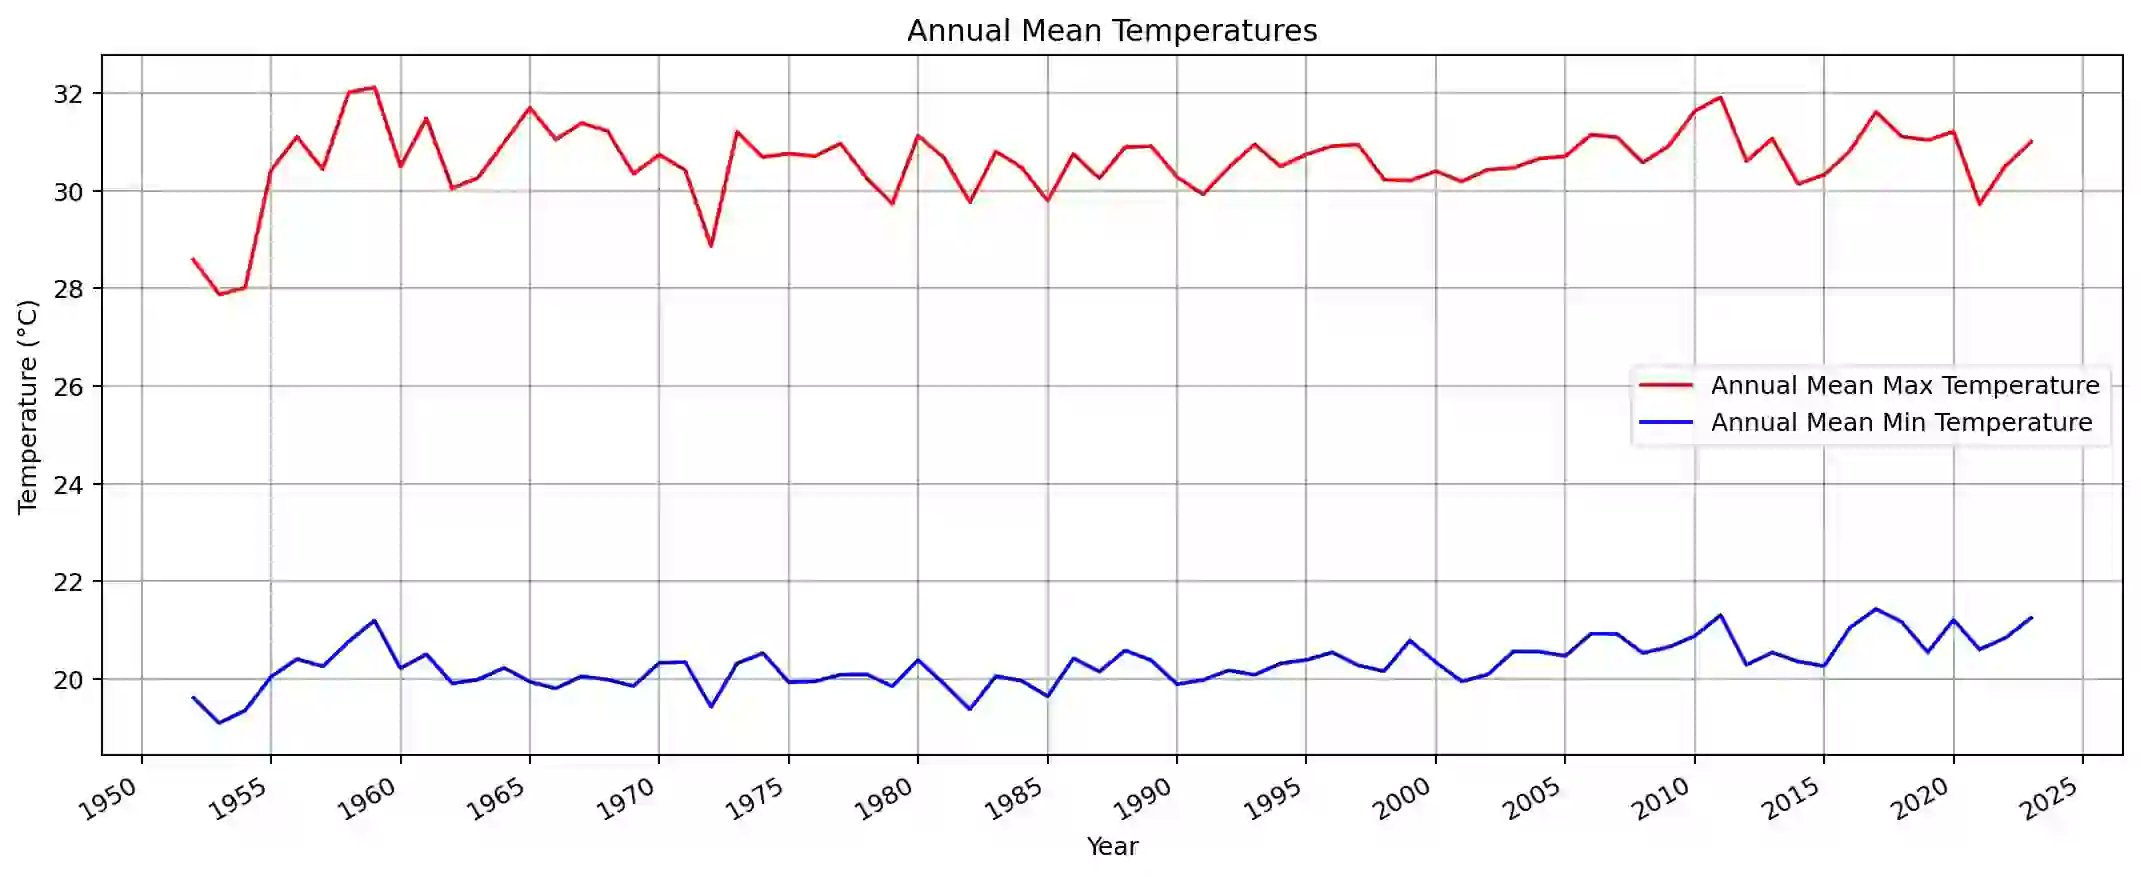 Annual Mean Temperatures
32
30
28
26
24
22
20
Temperature (°C)
Annual Mean Max Temperature
Annual Mean Min Temperature
1950 1955 1960 1965 1970 1975 1980 1985 1990 1995 2000 2005 2010 2015 2020 2025
Year